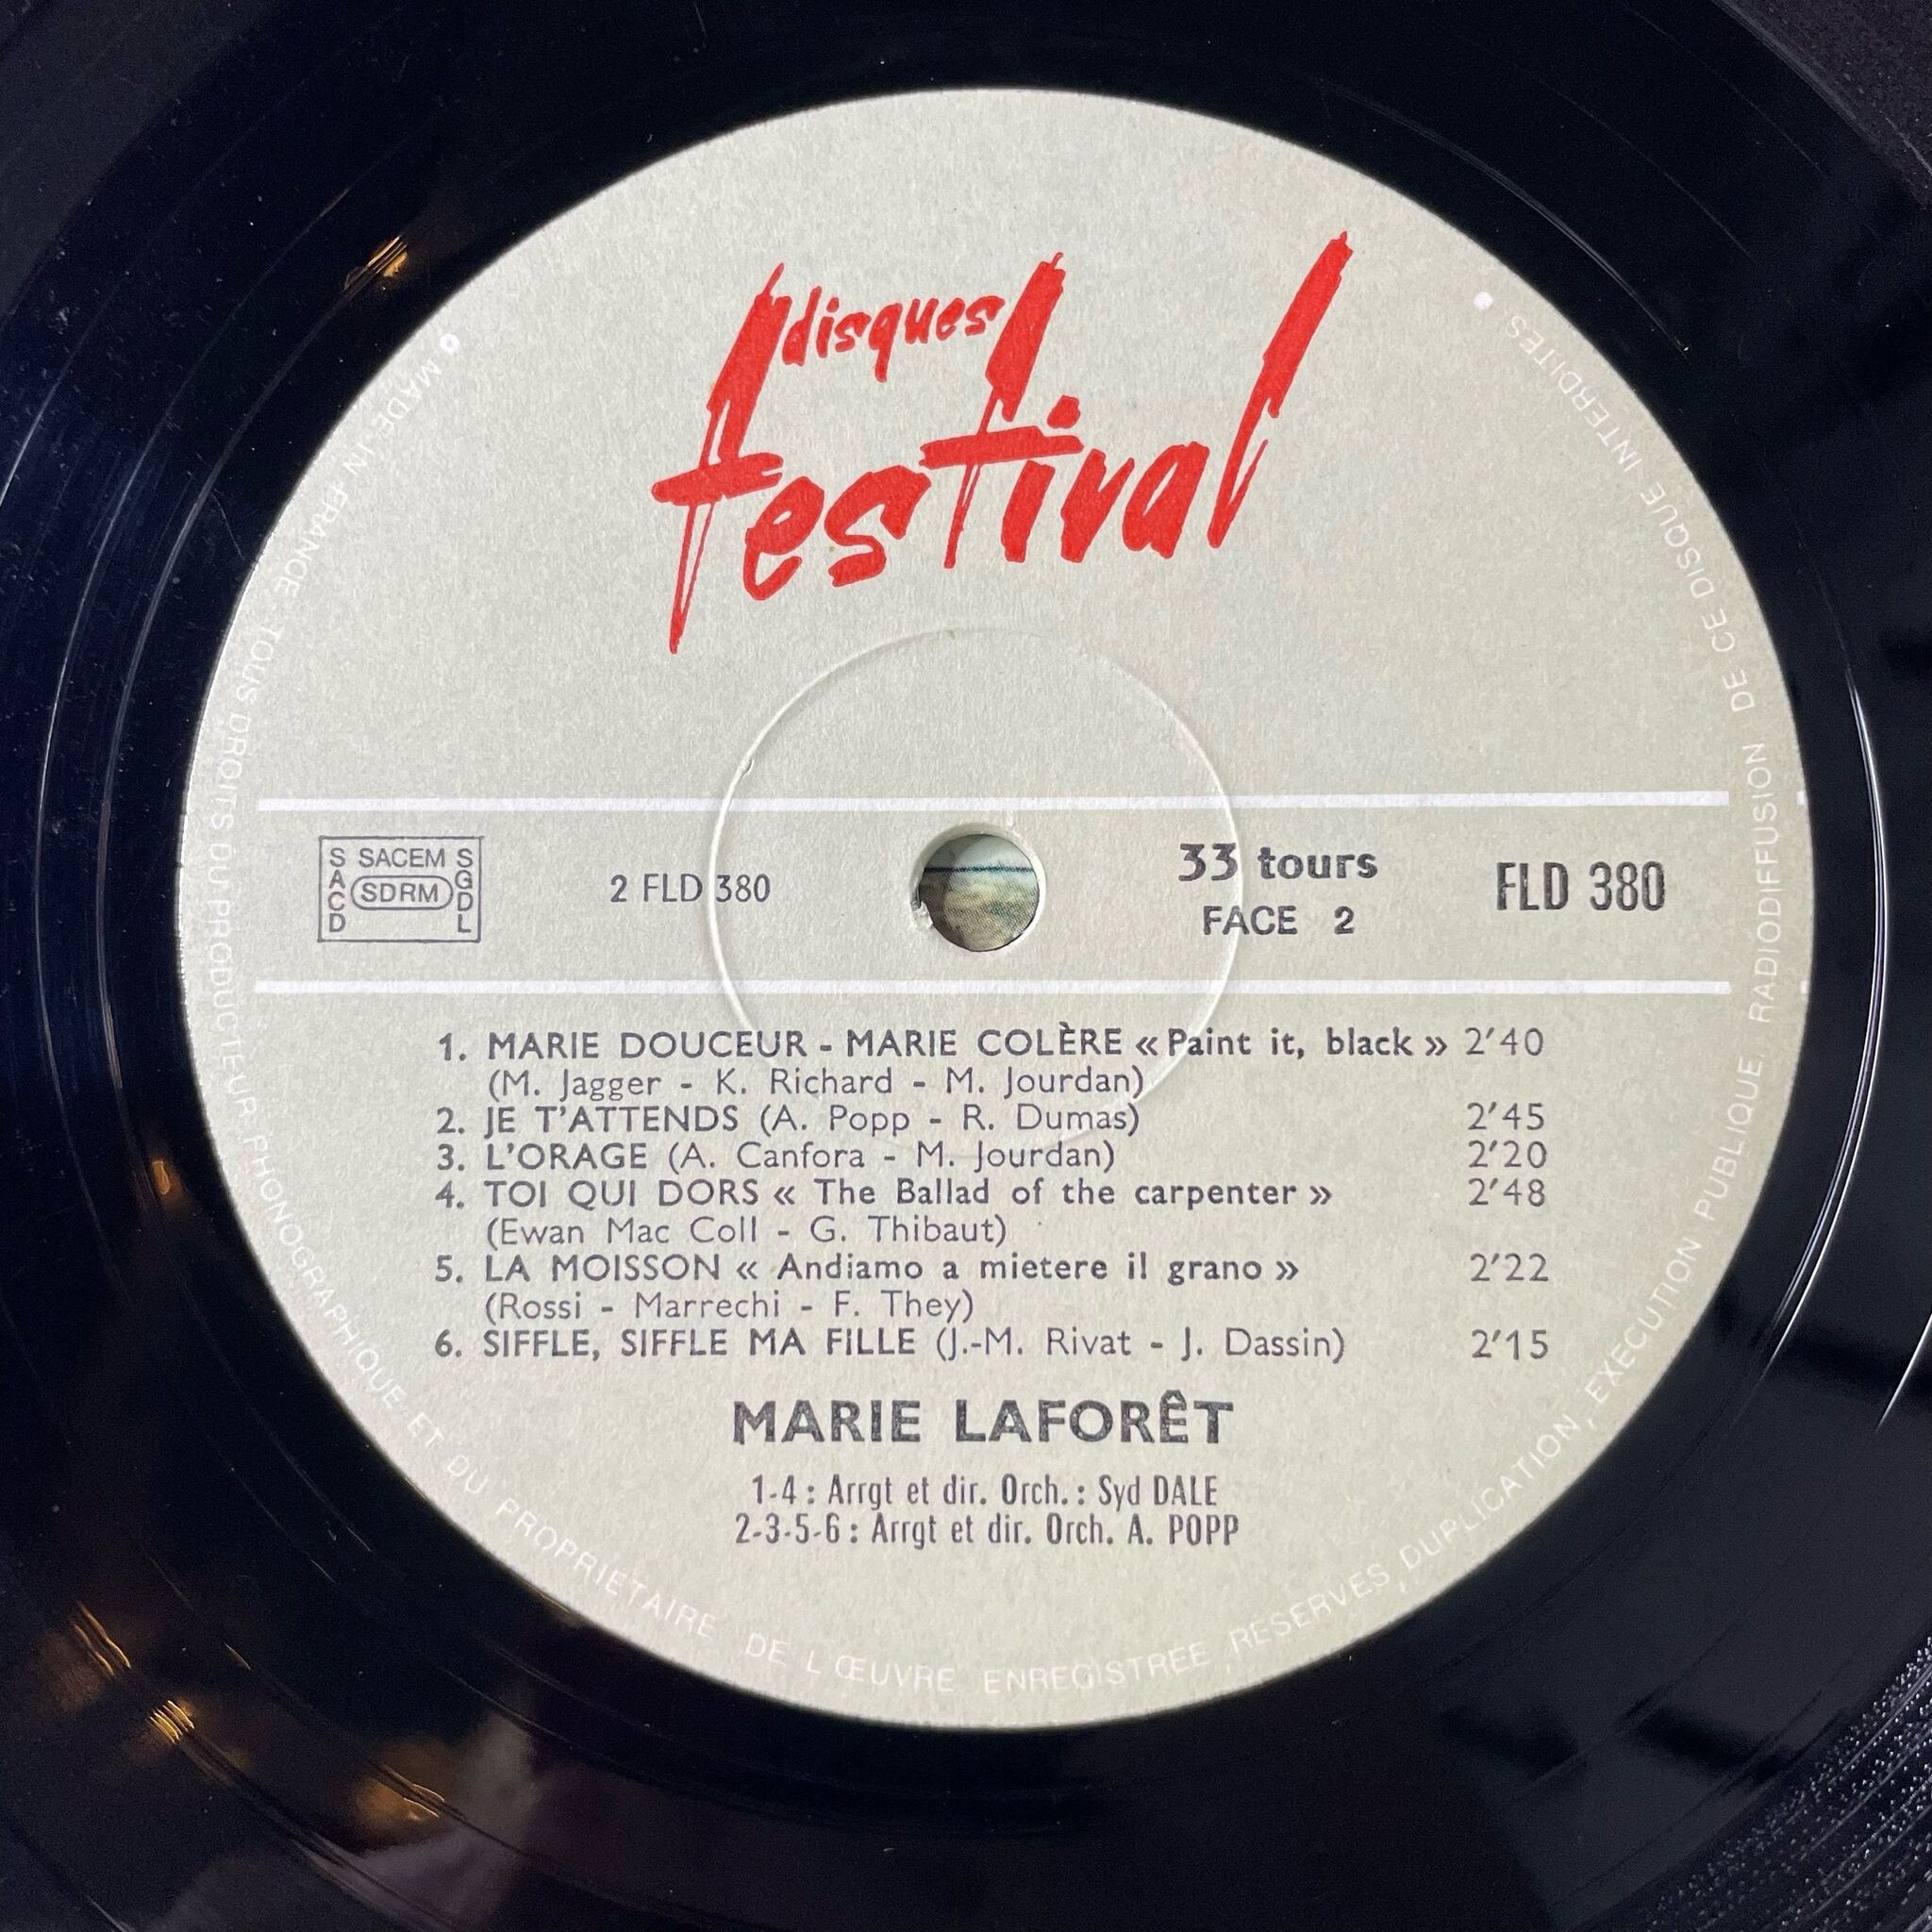 disques
festival
S SACEM S
A SDRM G
C D
D L
2 FLD 380
33 tours
FACE 2
FLD 380
1. MARIE DOUCEUR - MARIE COLÈRE « Paint it, black » 2'40
(M. Jagger - K. Richard - M. Jourdan)
2. JE T'ATTENDS (A. Popp - R. Dumas) 2'45
3. L'ORAGE (A. Canfora - M. Jourdan) 2'20
4. TOI QUI DORS « The Ballad of the carpenter » 2'48
(Ewan Mac Coll - G. Thibaut)
5. LA MOISSON « Andiamo a mietere il grano » 2'22
(Rossi - Marrechi - F. They)
6. SIFFLE, SIFFLE MA FILLE (J.-M. Rivat - J. Dassin) 2'15
MARIE LAFORÊT
1-4 : Arrgt et dir. Orch. : Syd DALE
2-3-5-6 : Arrgt et dir. Orch. A. POPP
MADE IN FRANCE - TOUS DROITS DU PRODUCTEUR PHONOGRAPHIQUE ET DU PROPRIETAIRE DE L'ŒUVRE ENREGISTRÉE RÉSERVES, DUPLICATION, EXECUTION PUBLIQUE, RADIODIFFUSION DE CE DISQUE INTERDITES